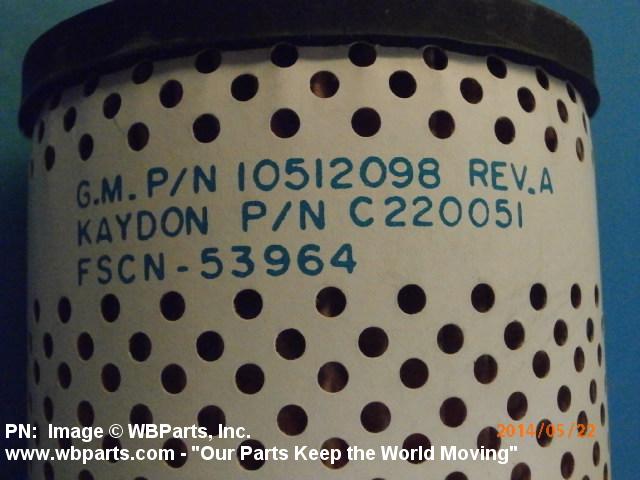 G.M. P/N 10512098 REV.A
KAYDON P/N C220051
FSCN-53964
2014/05/22
PN: Image © WBParts, Inc.
www.wbparts.com - "Our Parts Keep the World Moving"